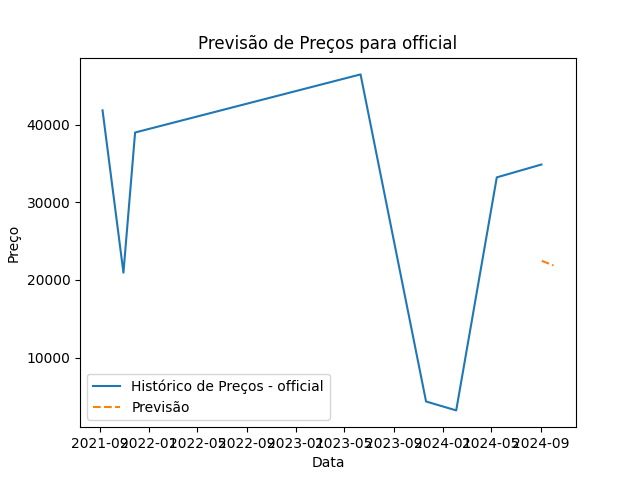 Previsão de Preços para official
Preço
40000
30000
20000
10000
Histórico de Preços - official
Previsão
2021-09 2022-01 2022-05 2022-09 2023-01 2023-05 2023-09 2024-01 2024-05 2024-09
Data